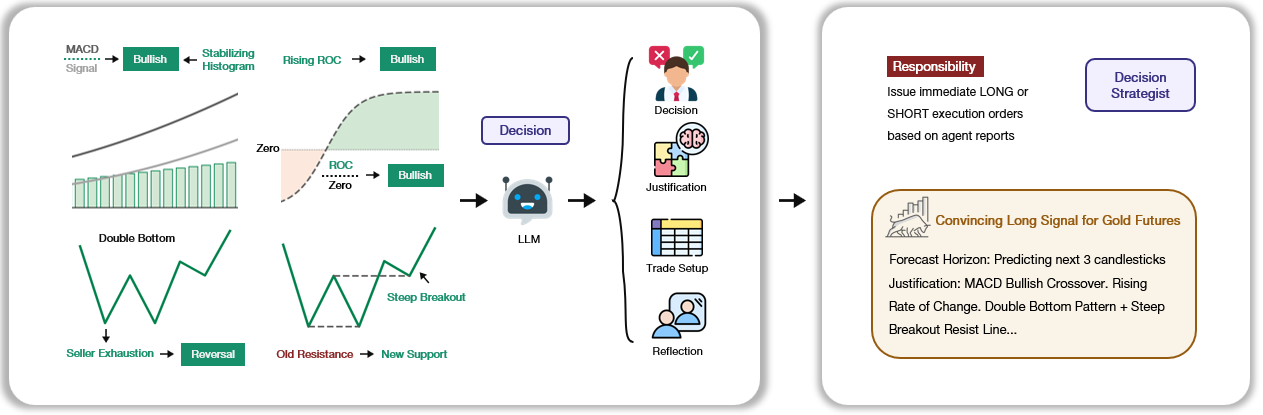 MACD
Signal
Bullish
Stabilizing
Histogram
Rising ROC
Bullish
Zero
ROC
Zero
Bullish
Double Bottom
Seller Exhaustion
Reversal
Steep Breakout
Old Resistance
New Support
Decision
LLM
Decision
Justification
Trade Setup
Reflection
Responsibility
Issue immediate LONG or
SHORT execution orders
based on agent reports
Decision
Strategist
Convincing Long Signal for Gold Futures
Forecast Horizon: Predicting next 3 candlesticks
Justification: MACD Bullish Crossover. Rising
Rate of Change. Double Bottom Pattern + Steep
Breakout Resist Line...